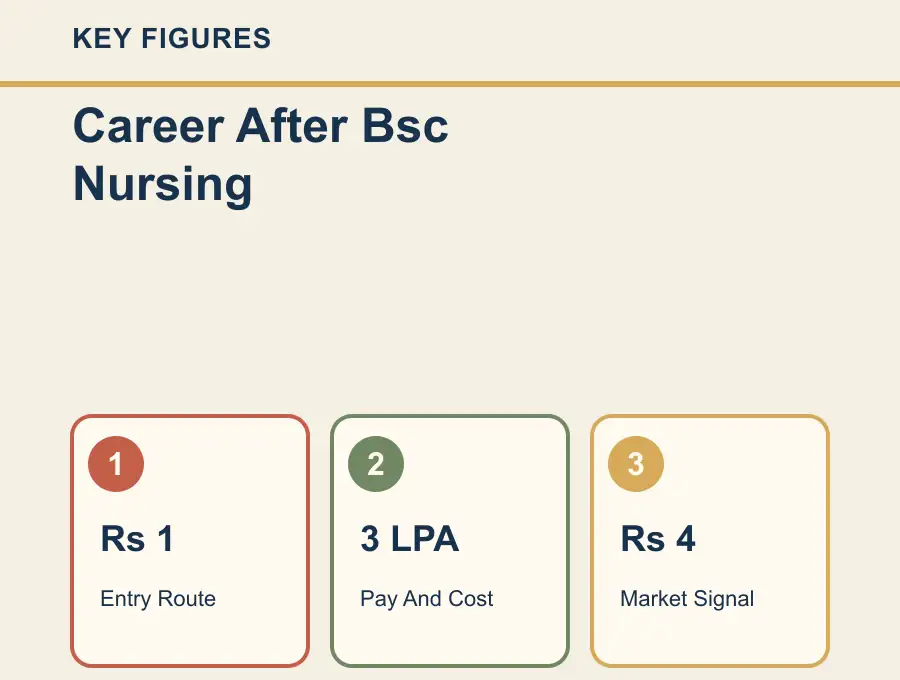 KEY FIGURES
Career After Bsc
Nursing
1
Rs 1
Entry Route
2
3 LPA
Pay And Cost
3
Rs 4
Market Signal